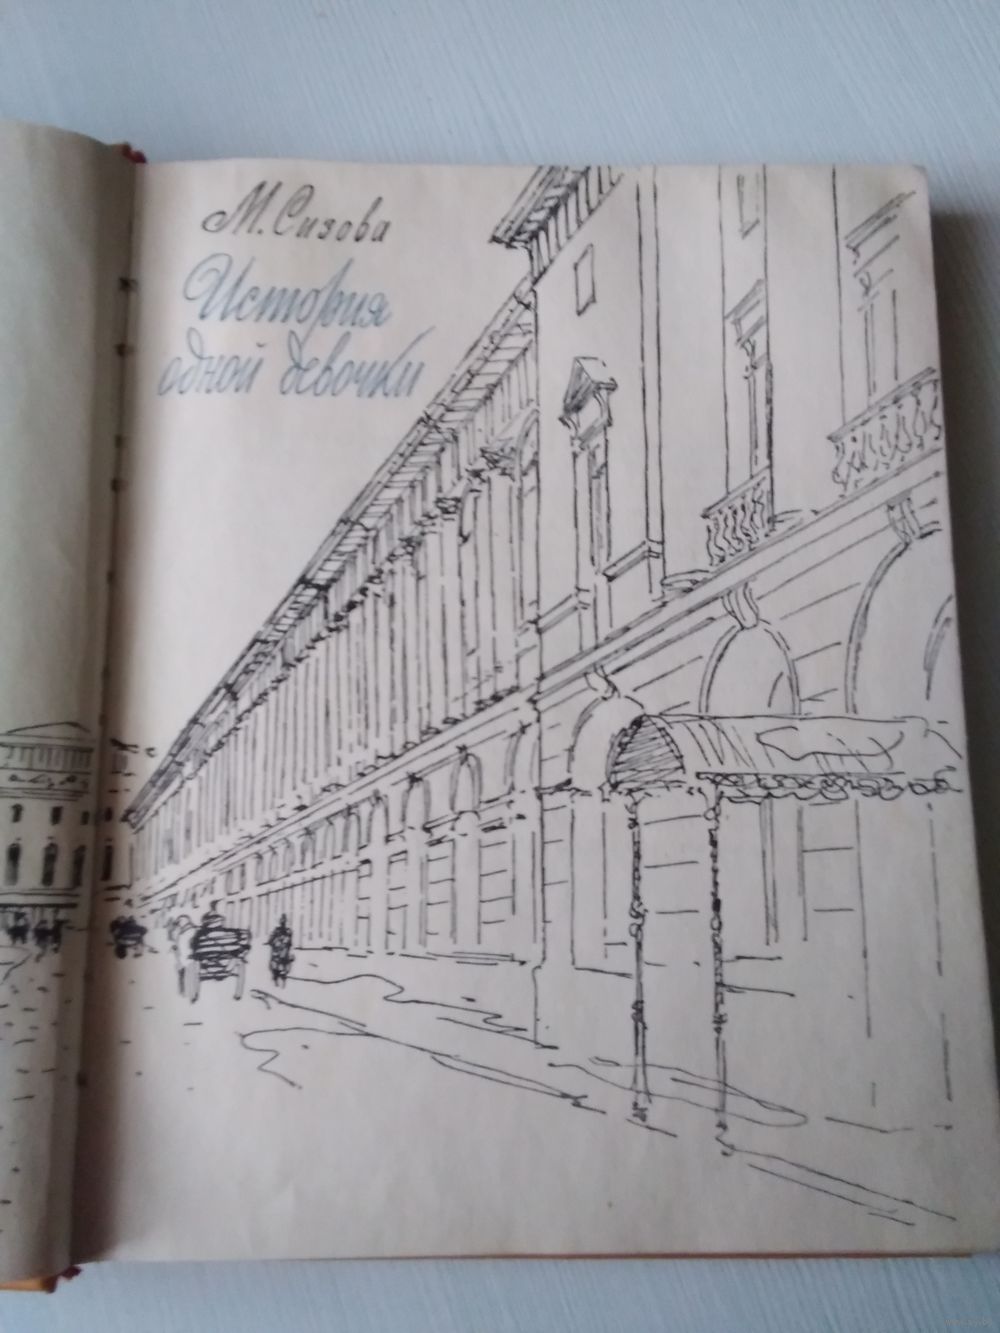 М. Сизова
История
одной девочки